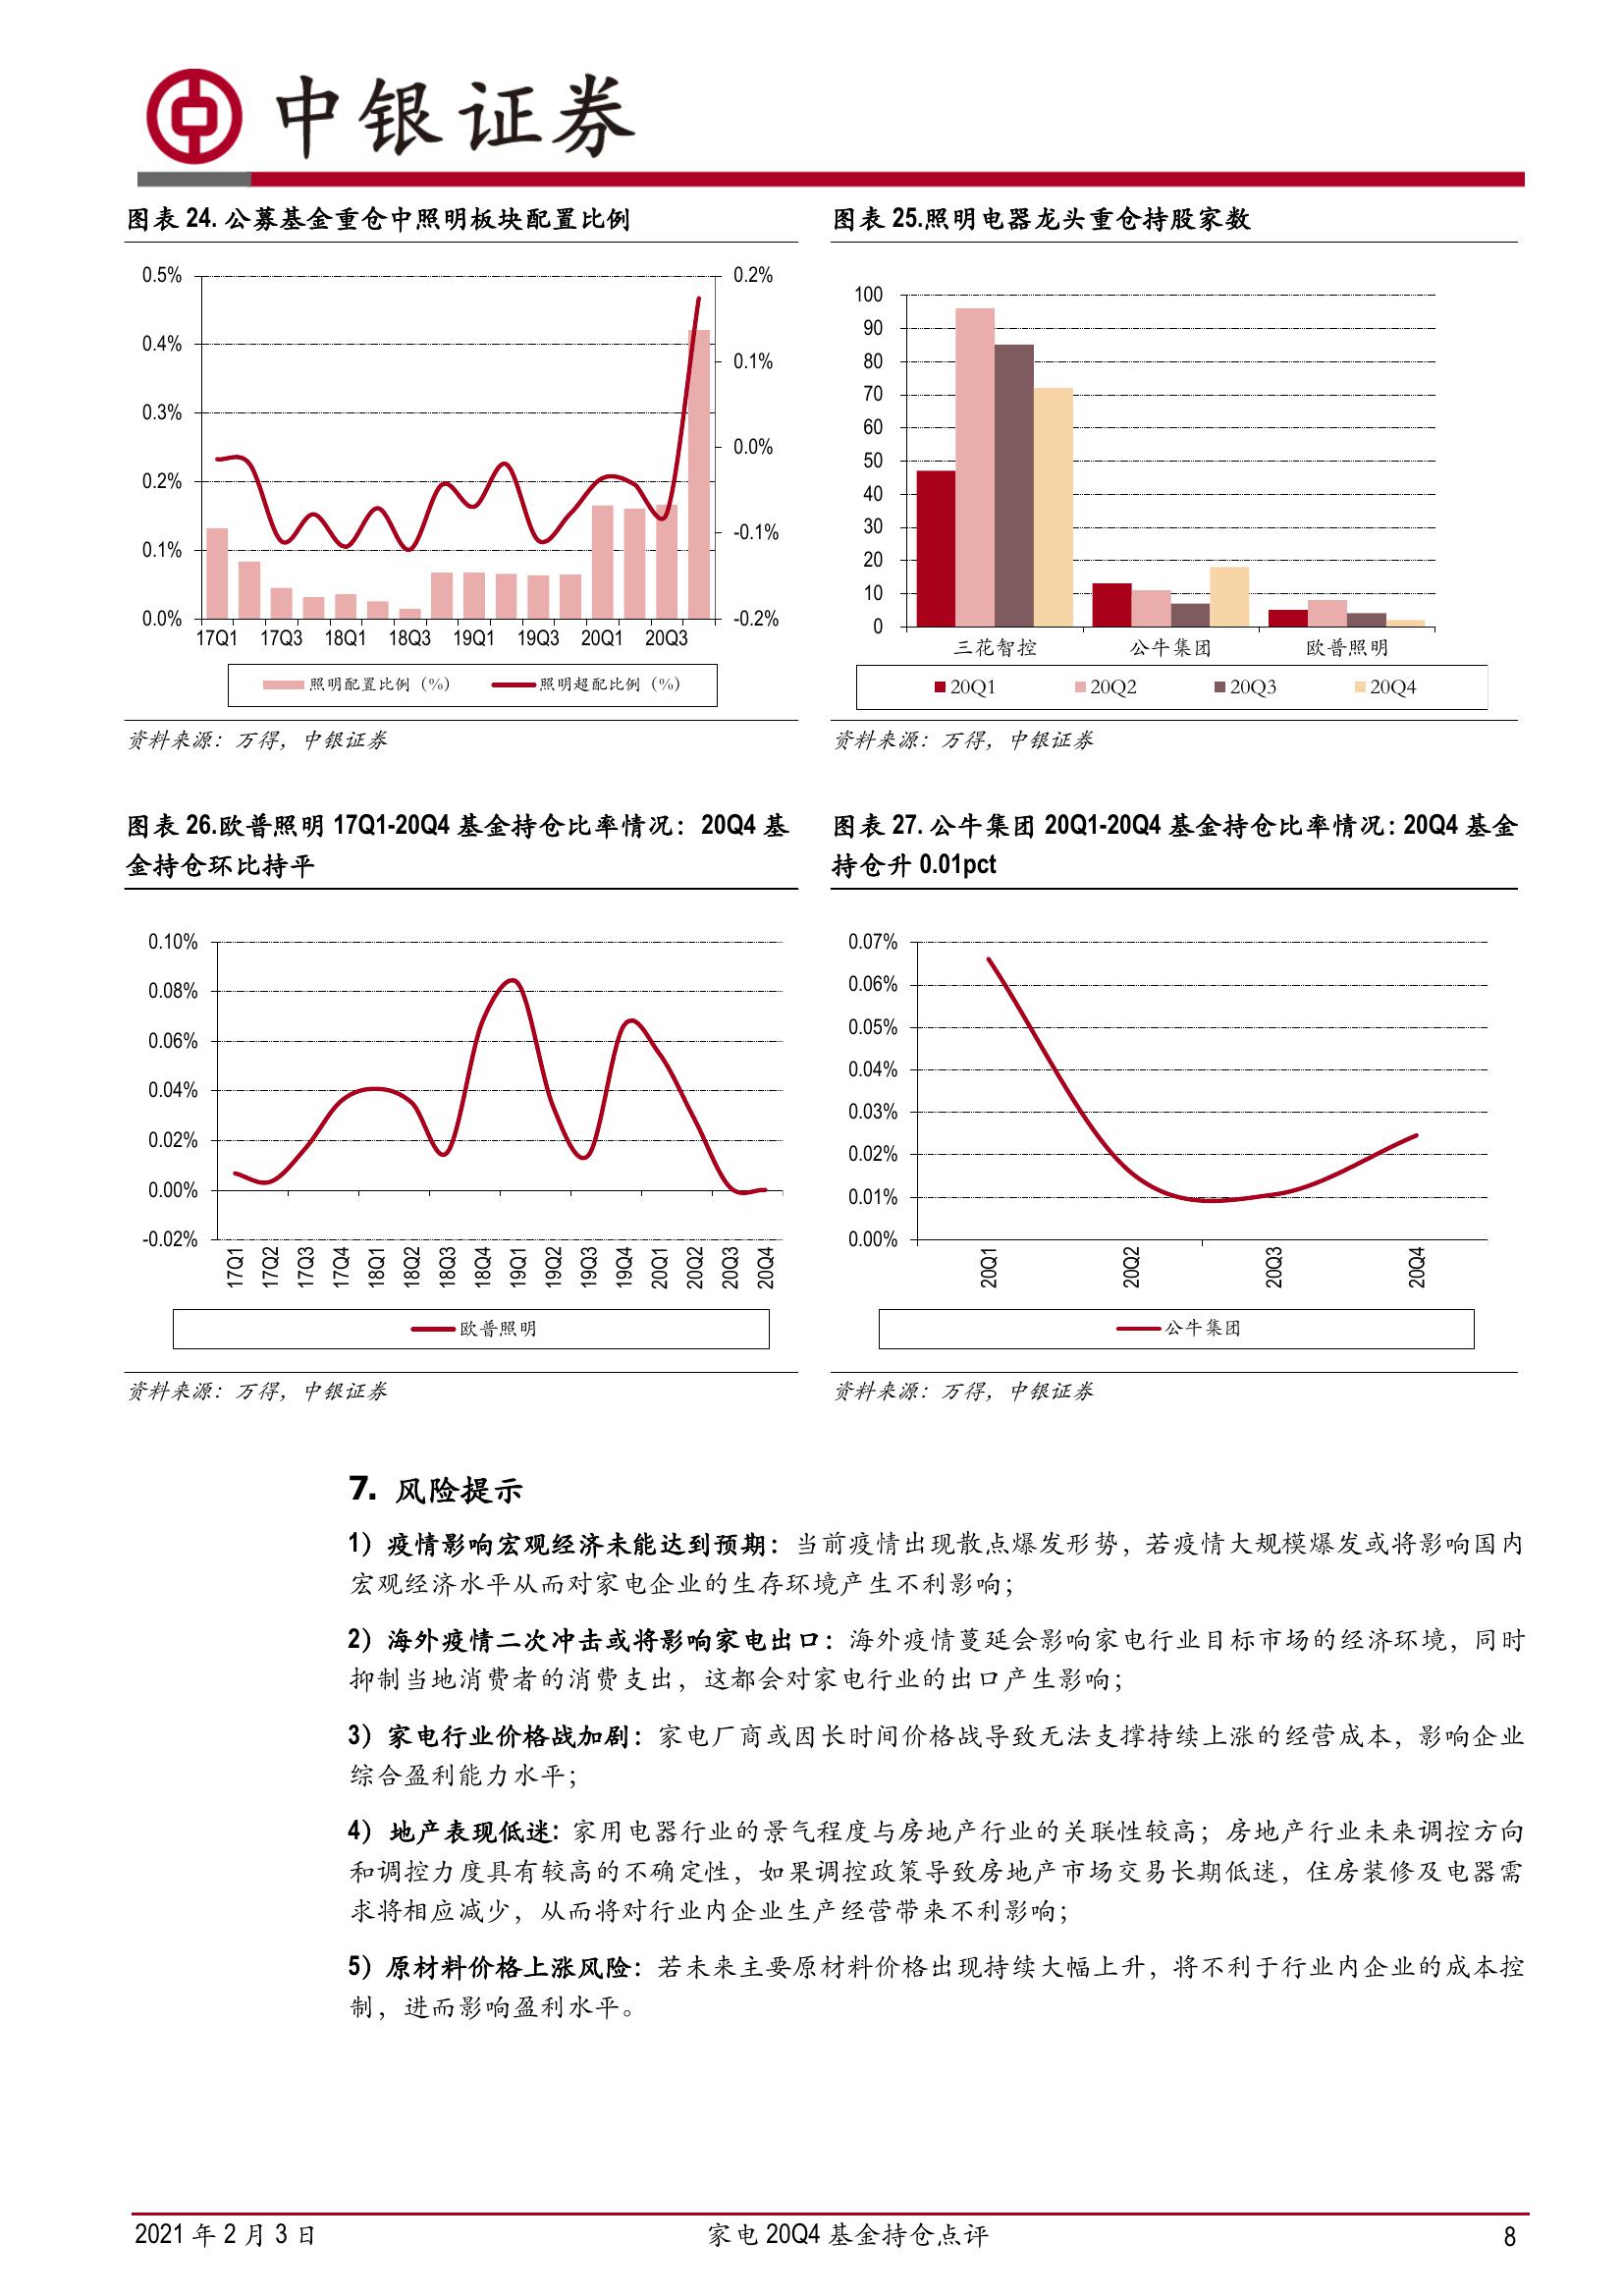 中银证券
图表 24. 公募基金重仓中照明板块配置比例
0.5%
0.4%
0.3%
0.2%
0.1%
0.0%
0.2%
0.1%
0.0%
-0.1%
-0.2%
17Q1 17Q3 18Q1 18Q3 19Q1 19Q3 20Q1 20Q3
照明配置比例（%） 照明超配比例（%）
资料来源：万得，中银证券
图表 25.照明电器龙头重仓持股家数
100
90
80
70
60
50
40
30
20
10
0
三花智控 公牛集团 欧普照明
20Q1 20Q2 20Q3 20Q4
资料来源：万得，中银证券
图表 26.欧普照明 17Q1-20Q4 基金持仓比率情况：20Q4 基
金持仓环比持平
0.10%
0.08%
0.06%
0.04%
0.02%
0.00%
-0.02%
17Q1 17Q2 17Q3 17Q4 18Q1 18Q2 18Q3 18Q4 19Q1 19Q2 19Q3 19Q4 20Q1 20Q2 20Q3 20Q4
欧普照明
资料来源：万得，中银证券
图表 27. 公牛集团 20Q1-20Q4 基金持仓比率情况：20Q4 基金
持仓升 0.01pct
0.07%
0.06%
0.05%
0.04%
0.03%
0.02%
0.01%
0.00%
20Q1 20Q2 20Q3 20Q4
公牛集团
资料来源：万得，中银证券
7. 风险提示
1）疫情影响宏观经济未能达到预期：当前疫情出现散点爆发形势，若疫情大规模爆发或将影响国内
宏观经济水平从而对家电企业的生存环境产生不利影响；
2）海外疫情二次冲击或将影响家电出口：海外疫情蔓延会影响家电行业目标市场的经济环境，同时
抑制当地消费者的消费支出，这都会对家电行业的出口产生影响；
3）家电行业价格战加剧：家电厂商或因长时间价格战导致无法支撑持续上涨的经营成本，影响企业
综合盈利能力水平；
4）地产表现低迷：家用电器行业的景气程度与房地产行业的关联性较高；房地产行业未来调控方向
和调控力度具有较高的不确定性，如果调控政策导致房地产市场交易长期低迷，住房装修及电器需
求将相应减少，从而将对行业内企业生产经营带来不利影响；
5）原材料价格上涨风险：若未来主要原材料价格出现持续大幅上升，将不利于行业内企业的成本控
制，进而影响盈利水平。
2021 年 2 月 3 日 家电 20Q4 基金持仓点评 8